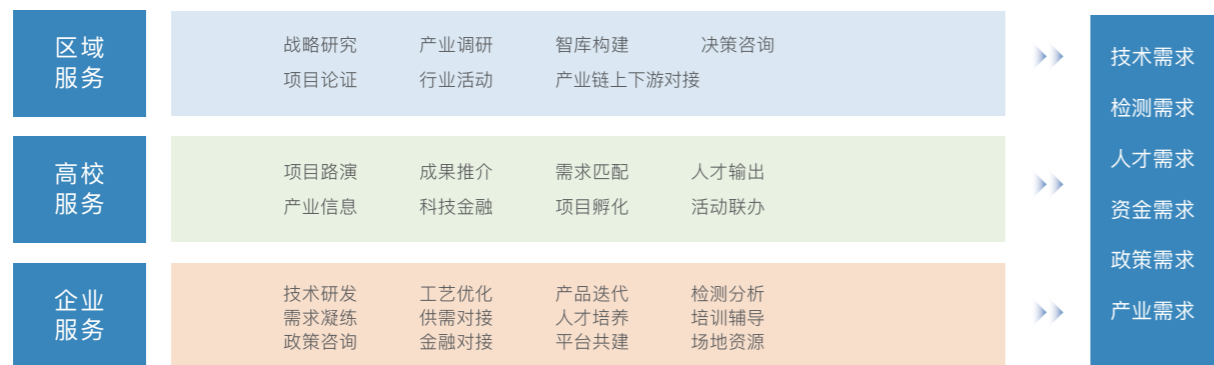 区域
服务
战略研究 产业调研 智库构建 决策咨询
项目论证 行业活动 产业链上下游对接
高校
服务
项目路演 成果推介 需求匹配 人才输出
产业信息 科技金融 项目孵化 活动联办
企业
服务
技术研发 工艺优化 产品迭代 检测分析
需求凝练 供需对接 人才培养 培训辅导
政策咨询 金融对接 平台共建 场地资源
技术需求
检测需求
人才需求
资金需求
政策需求
产业需求